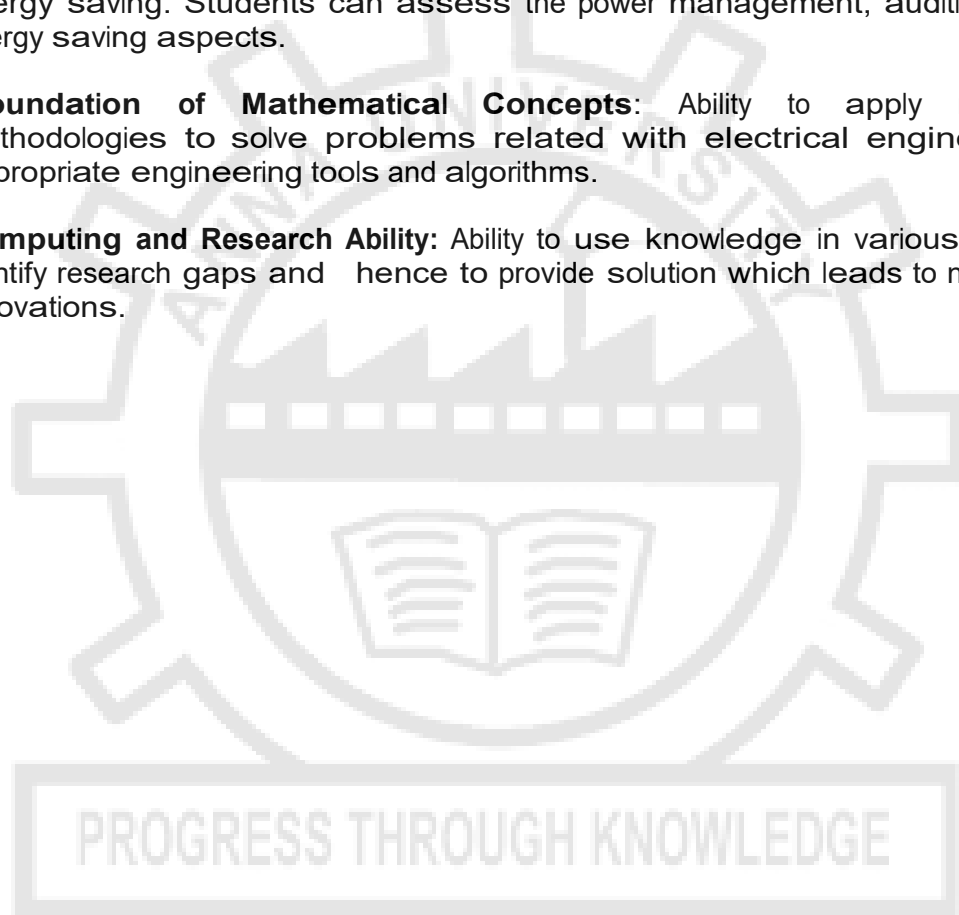 ergy saving. Students can assess the power management, auditi
ergy saving aspects.
oundation of Mathematical Concepts: Ability to apply
thodologies to solve problems related with electrical engine
propriate engineering tools and algorithms.
mputing and Research Ability: Ability to use knowledge in various
ntify research gaps and hence to provide solution which leads to n
ovations.
ANNA UNIVERSITY
PROGRESS THROUGH KNOWLEDGE